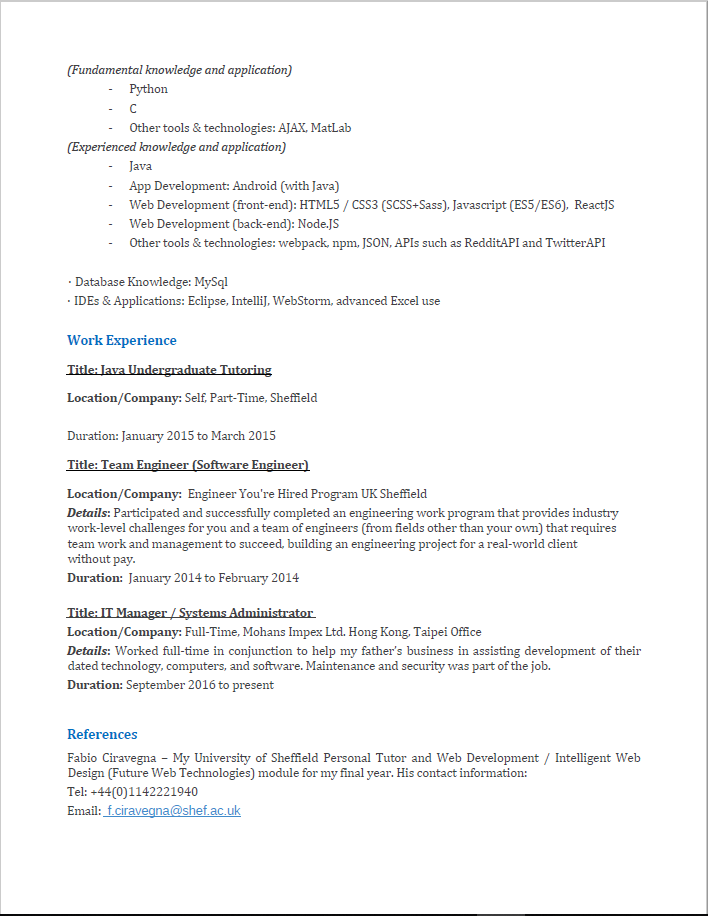 (Fundamental knowledge and application)
- Python
- C
- Other tools & technologies: AJAX, MatLab
(Experienced knowledge and application)
- Java
- App Development: Android (with Java)
- Web Development (front-end): HTML5 / CSS3 (SCSS+Sass), Javascript (ES5/ES6),  ReactJS
- Web Development (back-end): Node.JS
- Other tools & technologies: webpack, npm, JSON, APIs such as RedditAPI and TwitterAPI
· Database Knowledge: MySql
· IDEs & Applications: Eclipse, IntelliJ, WebStorm, advanced Excel use
Work Experience
Title: Java Undergraduate Tutoring
Location/Company: Self, Part-Time, Sheffield
Duration: January 2015 to March 2015
Title: Team Engineer (Software Engineer)
Location/Company:  Engineer You're Hired Program UK Sheffield
Details: Participated and successfully completed an engineering work program that provides industry
work-level challenges for you and a team of engineers (from fields other than your own) that requires
team work and management to succeed, building an engineering project for a real-world client
without pay.
Duration:  January 2014 to February 2014
Title: IT Manager / Systems Administrator
Location/Company: Full-Time, Mohans Impex Ltd. Hong Kong, Taipei Office
Details: Worked full-time in conjunction to help my father's business in assisting development of their
dated technology, computers, and software. Maintenance and security was part of the job.
Duration: September 2016 to present
References
Fabio Ciravegna – My University of Sheffield Personal Tutor and Web Development / Intelligent Web
Design (Future Web Technologies) module for my final year. His contact information:
Tel: +44(0)1142221940
Email: f.ciravegna@shef.ac.uk